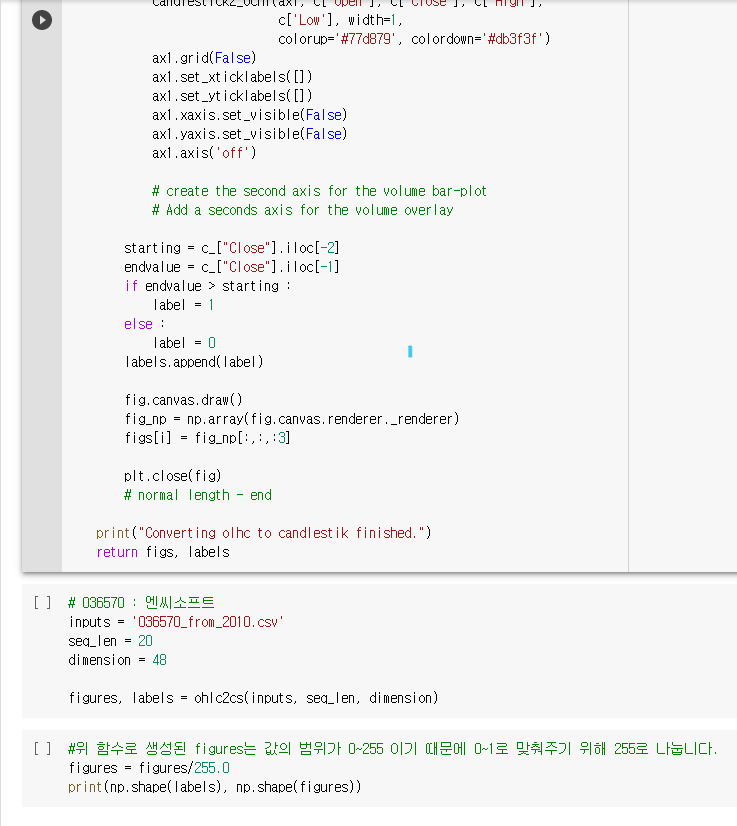 candlestick2_ochl(ax1, c['Open'], c['Close'], c['High'],
c['Low'], width=1,
colorup='#77d879', colordown='#db3f3f')
ax1.grid(False)
ax1.set_xticklabels([])
ax1.set_yticklabels([])
ax1.xaxis.set_visible(False)
ax1.yaxis.set_visible(False)
ax1.axis('off')
# create the second axis for the volume bar-plot
# Add a seconds axis for the volume overlay
starting = c_["Close"].iloc[-2]
endvalue = c_["Close"].iloc[-1]
if endvalue > starting :
label = 1
else :
label = 0
labels.append(label)
fig.canvas.draw()
fig_np = np.array(fig.canvas.renderer._renderer)
figs[i] = fig_np[:,:,:3]
plt.close(fig)
# normal length - end
print("Converting olhc to candlestik finished.")
return figs, labels
[ ] # 036570 : 엔씨소프트
inputs = '036570_from_2010.csv'
seq_len = 20
dimension = 48
figures, labels = ohlc2cs(inputs, seq_len, dimension)
[ ] #위 함수로 생성된 figures는 값의 범위가 0~255 이기 때문에 0~1로 맞춰주기 위해 255로 나눕니다.
figures = figures/255.0
print(np.shape(labels), np.shape(figures))